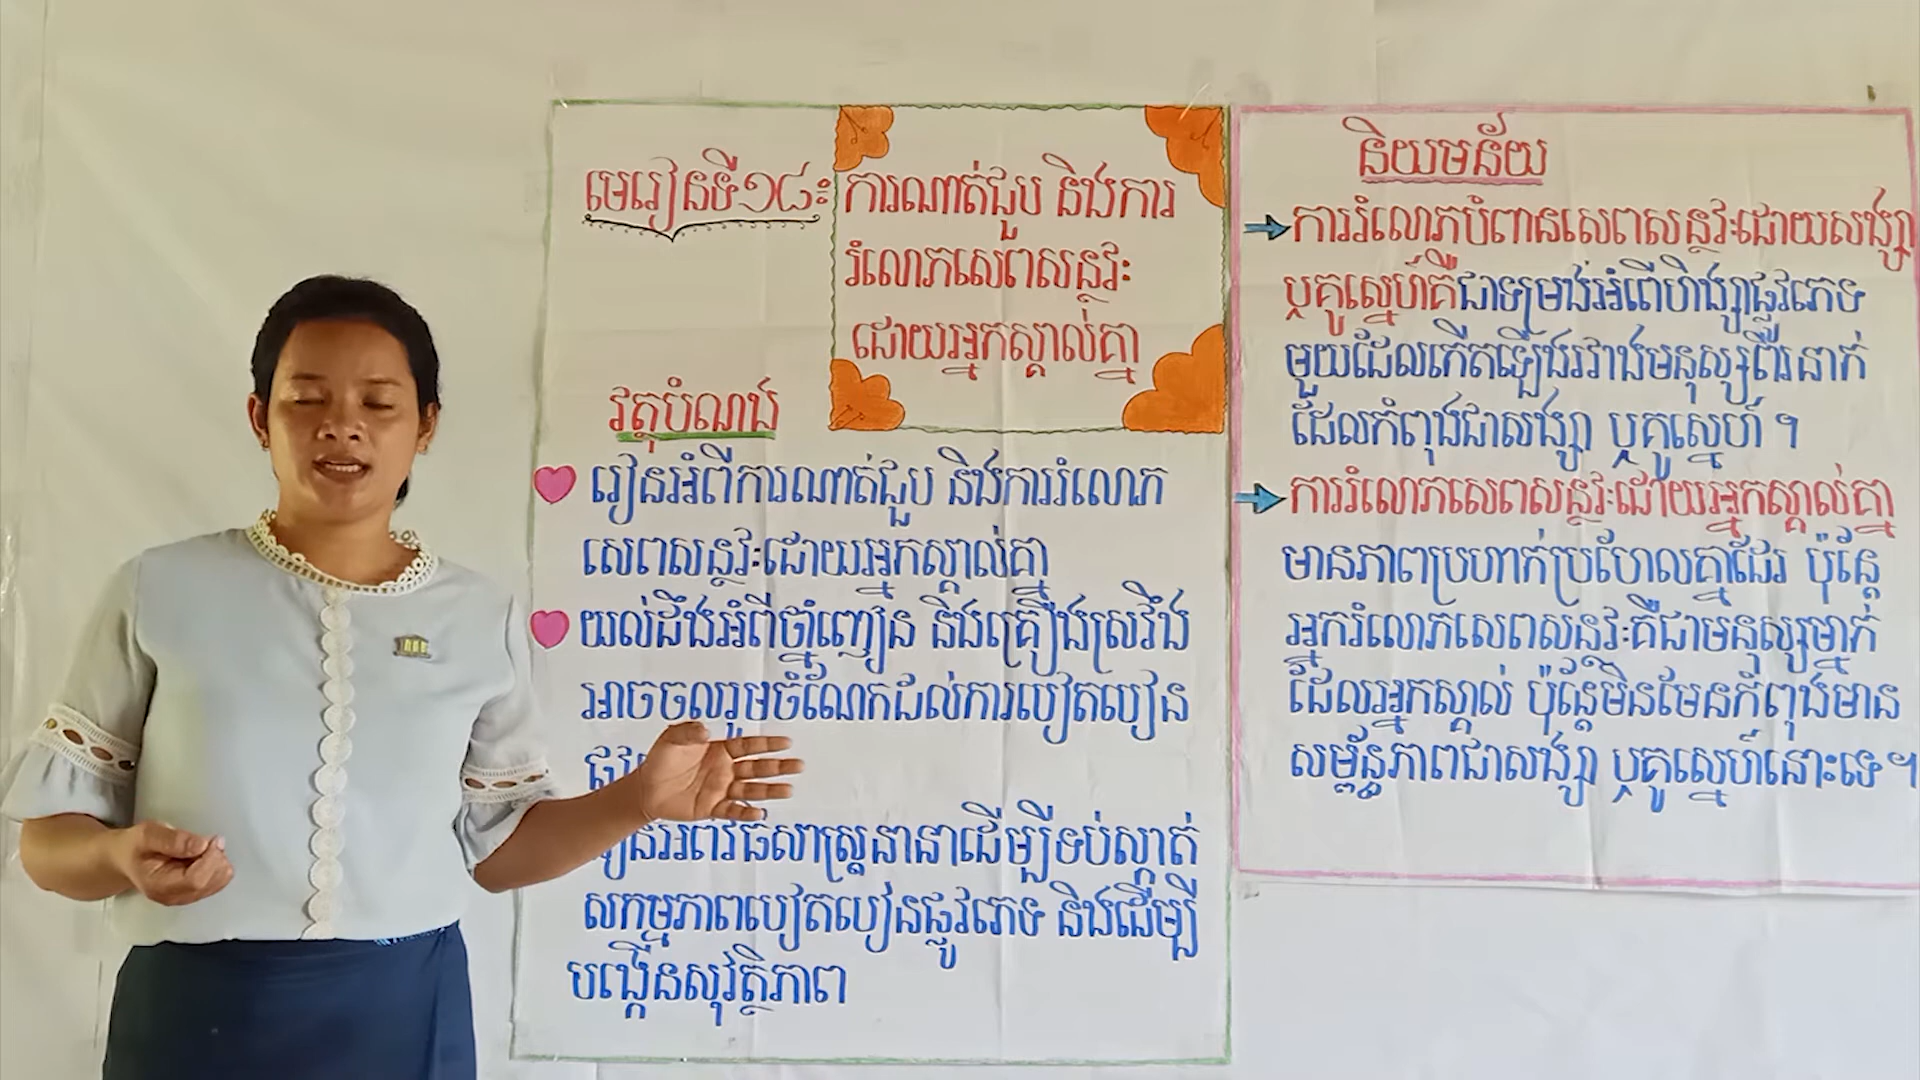 មេរៀនទី១៨៖
ការណាត់ជួប និងការ
រំលោភសេពសន្ថវៈ
ដោយអ្នកស្គាល់គ្នា
វត្ថុបំណង
រៀនអំពីការណាត់ជួប និងការរំលោភ
សេពសន្ថវៈដោយអ្នកស្គាល់គ្នា
យល់ដឹងអំពីថ្នាំញៀន និងគ្រឿងស្រវឹង
អាចចូលរួមចំណែកដល់ការបៀតបៀន
រៀនអំពីវិធីសាស្ត្រនានាដើម្បីទប់ស្កាត់
សកម្មភាពបៀតបៀនផ្លូវភេទ និងដើម្បី
បង្កើនសុវត្ថិភាព
និយមន័យ
ការរំលោភបំពានសេពសន្ថវៈដោយសង្សា
ឬគូស្នេហ៍គឺជាទម្រង់អំពើហិង្សាផ្លូវភេទ
មួយដែលកើតឡើងរវាងមនុស្សពីរនាក់
ដែលកំពុងជាសង្សា ឬគូស្នេហ៍ ។
ការរំលោភសេពសន្ថវៈដោយអ្នកស្គាល់គ្នា
មានភាពប្រហាក់ប្រហែលគ្នាដែរ ប៉ុន្តែ
អ្នករំលោភសេពសន្ថវៈគឺជាមនុស្សម្នាក់
ដែលអ្នកស្គាល់ ប៉ុន្តែមិនមែនកំពុងមាន
សម្ព័ន្ធភាពជាសង្សា ឬគូស្នេហ៍នោះទេ។